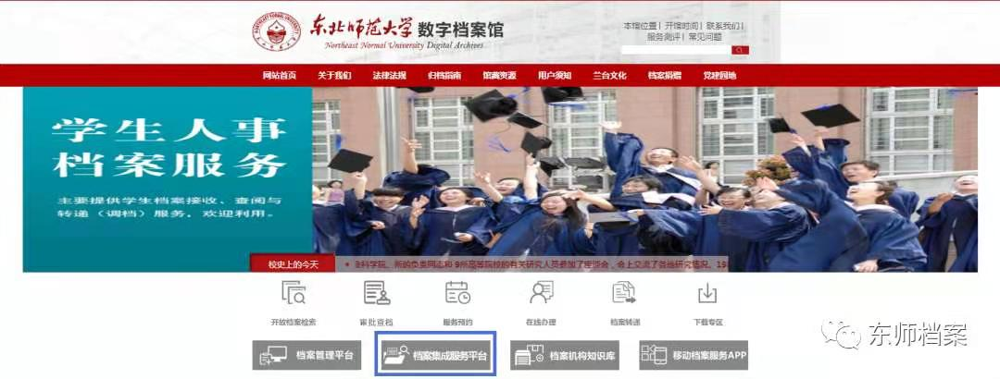 东北师范大学 数字档案馆
Northeast Normal University Digital Archives
本馆位置 | 开馆时间 | 联系我们 |
服务测评 | 常见问题
网站首页 关于我们 法律法规 归档指南 馆藏资源 用户须知 兰台文化 档案捐赠 党建园地
学生人事
档案服务
主要提供学生档案接收、查阅与
转递（调档）服务，欢迎利用。
校史上的今天
科学院、所的负责同志和9所高等院校的有关研究人员参加了座谈会，会上交流了各地研究情况。
开放档案检索 审批查档 服务预约 在线办理 档案转递 下载专区
档案管理平台 档案集成服务平台 档案机构知识库 移动档案服务APP
东师档案